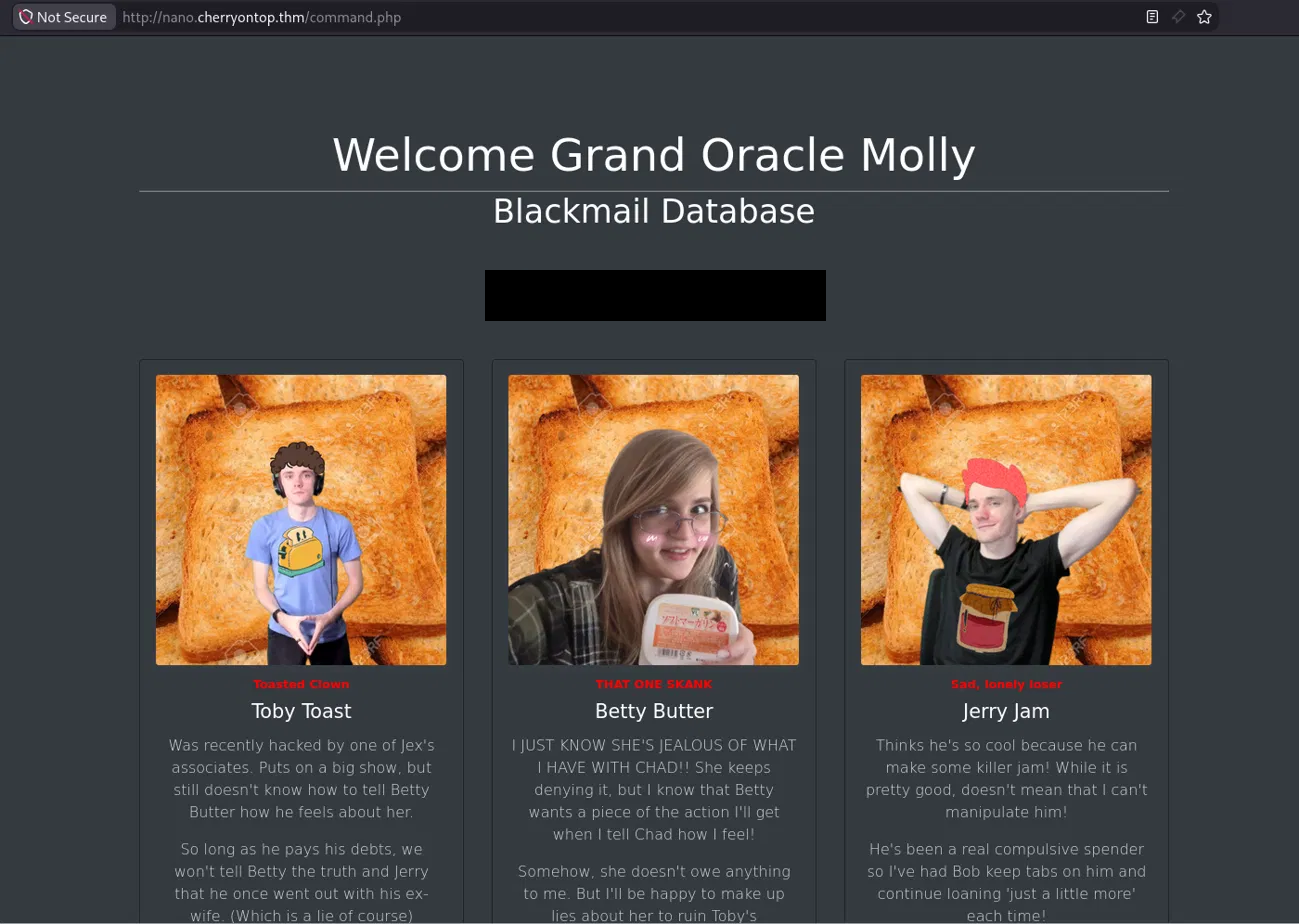 Not Secure http://nano.cherryontop.thm/command.php
Welcome Grand Oracle Molly
Blackmail Database
Toasted Clown
Toby Toast
Was recently hacked by one of Jex's
associates. Puts on a big show, but
still doesn't know how to tell Betty
Butter how he feels about her.
So long as he pays his debts, we
won't tell Betty the truth and Jerry
that he once went out with his ex-
wife. (Which is a lie of course)
THAT ONE SKANK
Betty Butter
I JUST KNOW SHE'S JEALOUS OF WHAT
I HAVE WITH CHAD!! She keeps
denying it, but I know that Betty
wants a piece of the action I'll get
when I tell Chad how I feel!
Somehow, she doesn't owe anything
to me. But I'll be happy to make up
lies about her to ruin Toby's
Sad, lonely loser
Jerry Jam
Thinks he's so cool because he can
make some killer jam! While it is
pretty good, doesn't mean that I can't
manipulate him!
He's been a real compulsive spender
so I've had Bob keep tabs on him and
continue loaning 'just a little more'
each time!